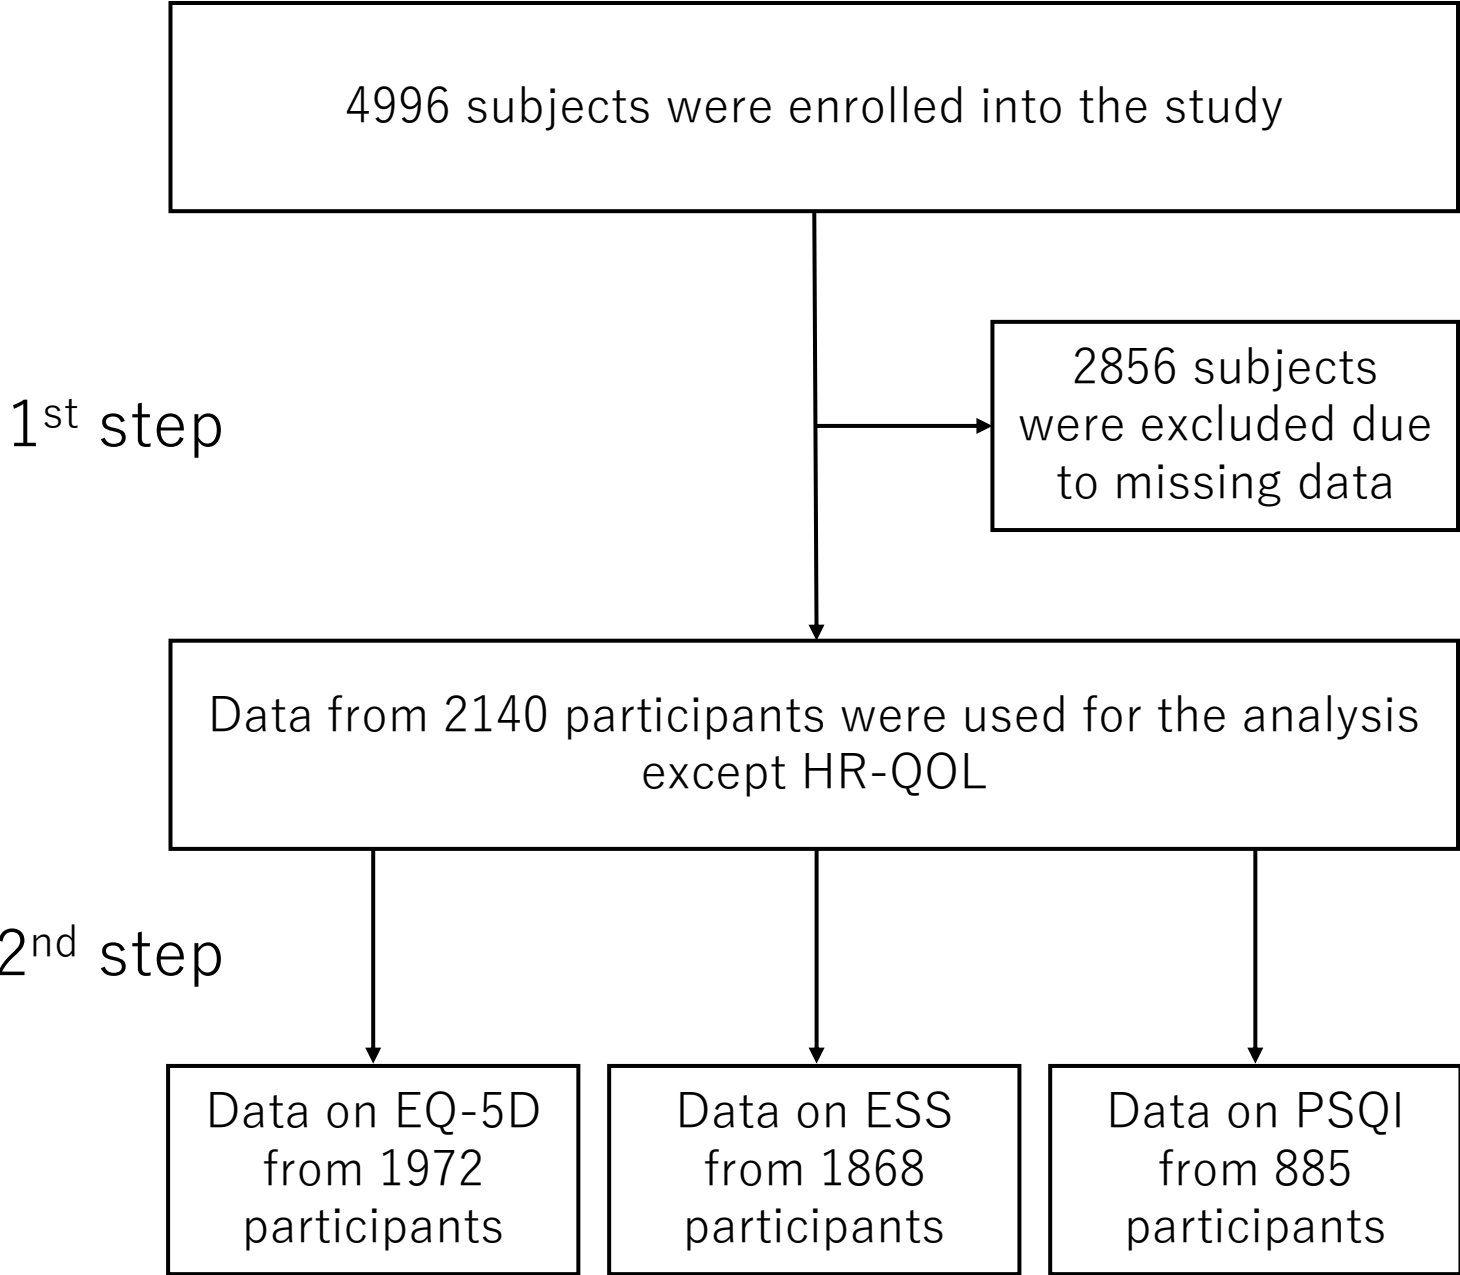 4996 subjects were enrolled into the study
1st step
2856 subjects
were excluded due
to missing data
Data from 2140 participants were used for the analysis
except HR-QOL
2nd step
Data on EQ-5D
from 1972
participants
Data on ESS
from 1868
participants
Data on PSQI
from 885
participants